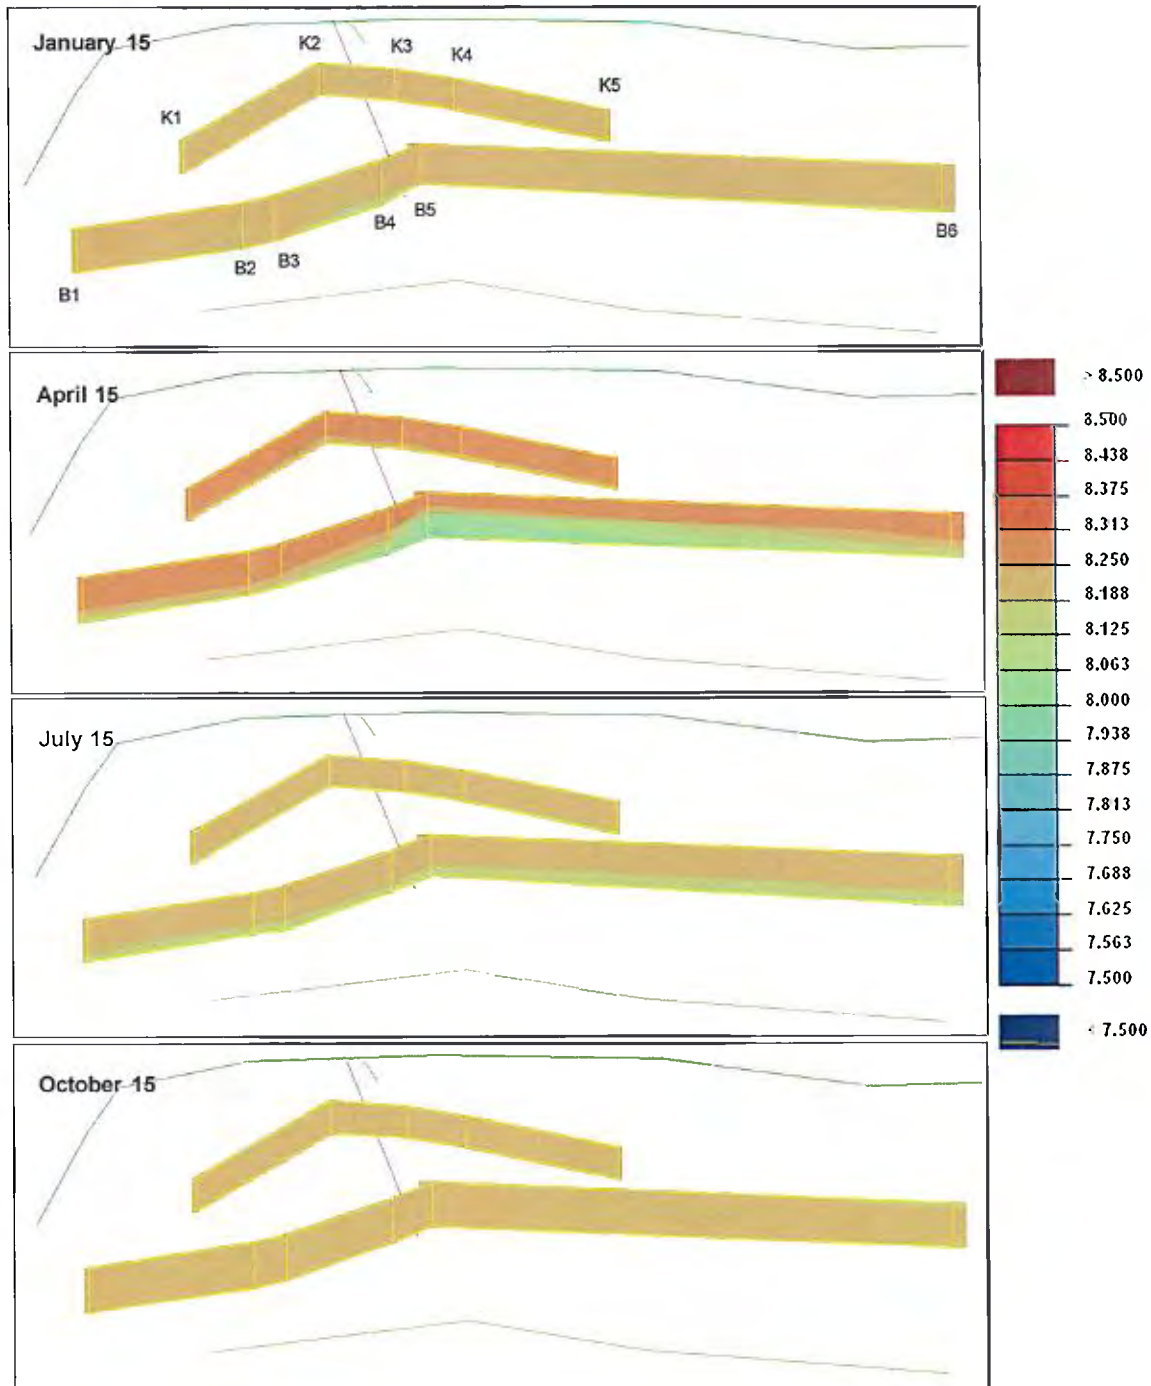 January 15
K1
K2
K3
K4
K5
B1
B2
B3
B4
B5
B6
April 15
July 15
October 15
> 8.500
8.500
8.438
8.375
8.313
8.250
8.188
8.125
8.063
8.000
7.938
7.875
7.813
7.750
7.688
7.625
7.563
7.500
< 7.500